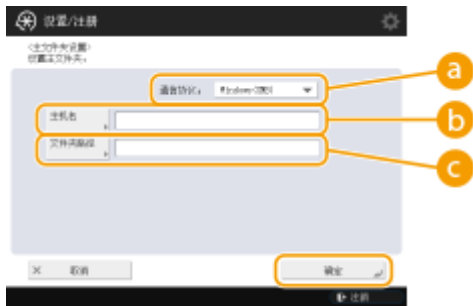 设置/注册
<主文件夹设置>
设置主文件夹。
通信协议:
Windows (SMB)
a
主机名
b
文件夹路径
c
取消
确定
注销